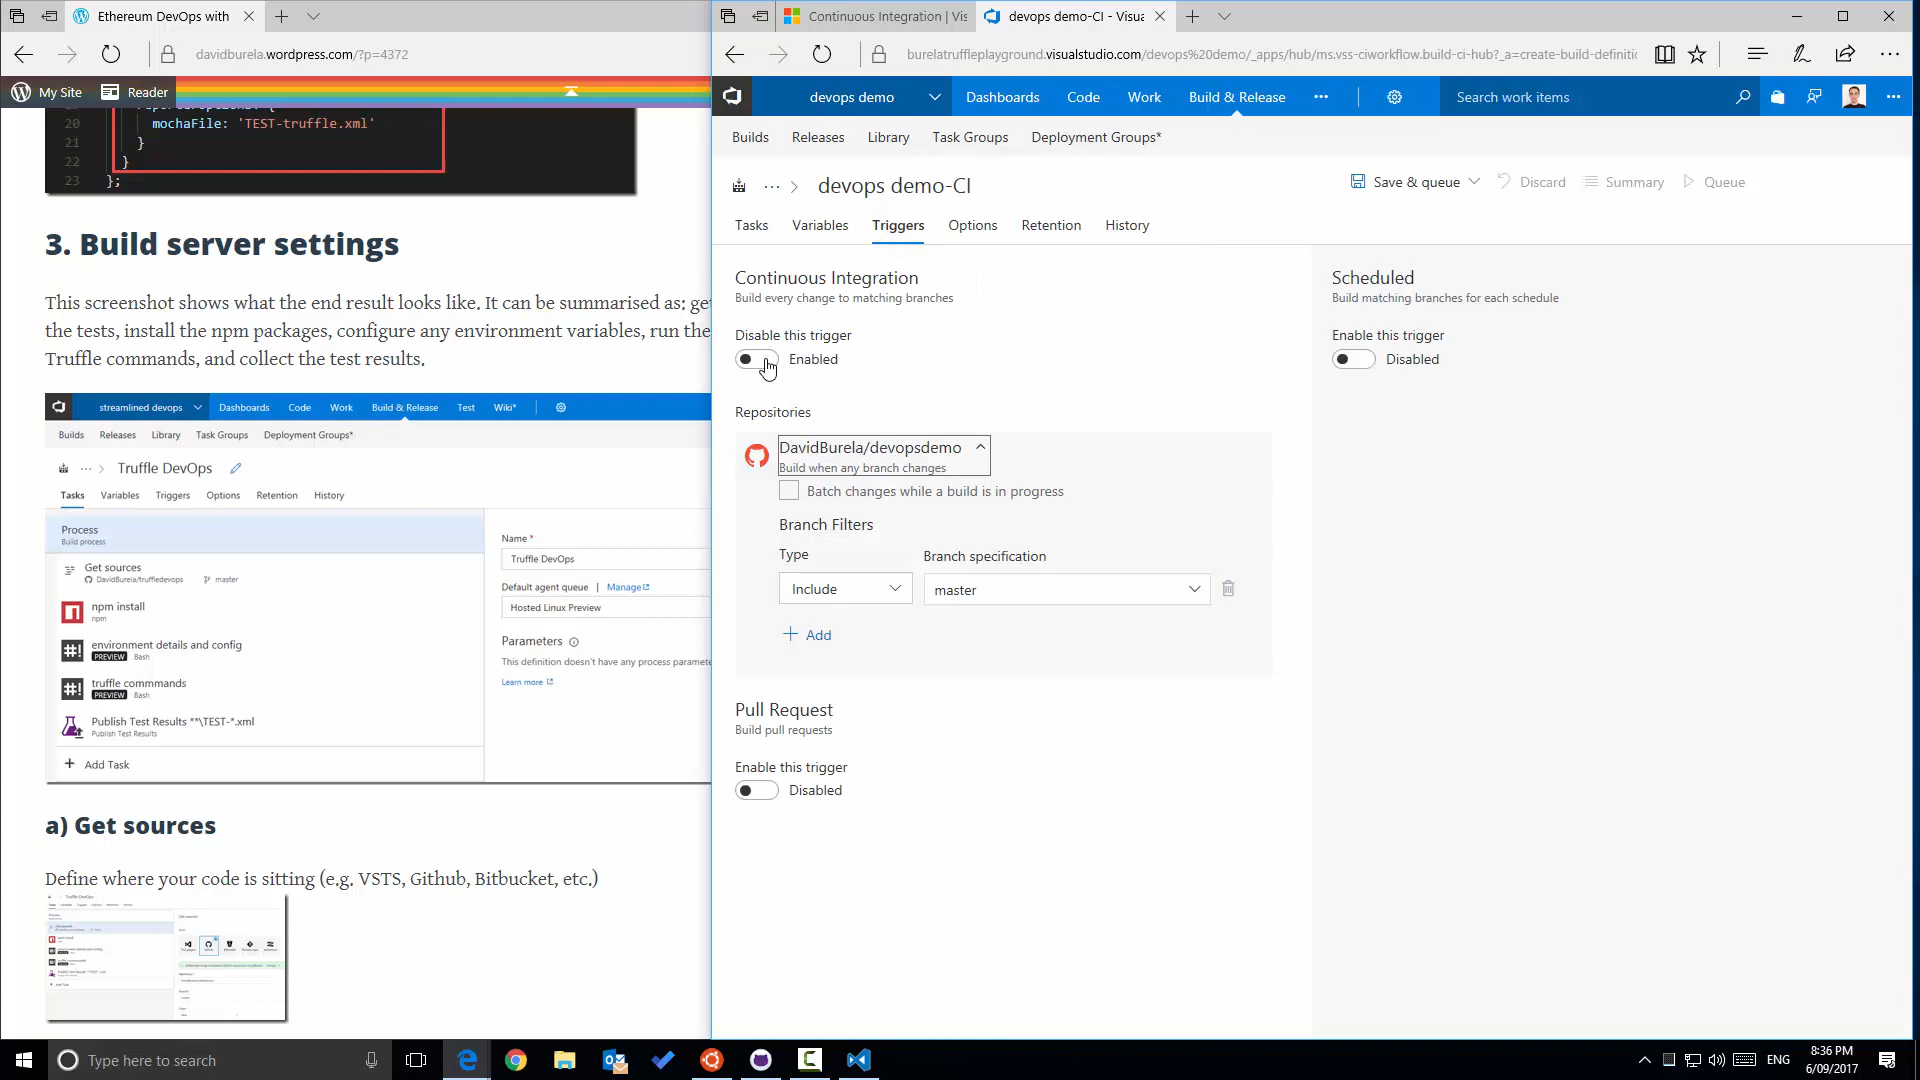 Ethereum DevOps with
davidburela.wordpress.com/?p=4372
My Site
Reader
20 mochaFile: 'TEST-truffle.xml'
21 }
22 }
23 };
3. Build server settings
This screenshot shows what the end result looks like. It can be summarised as: get
the tests, install the npm packages, configure any environment variables, run the
Truffle commands, and collect the test results.
streamlined devops Dashboards Code Work Build & Release Test Wiki*
Builds Releases Library Task Groups Deployment Groups*
Truffle DevOps
Tasks Variables Triggers Options Retention History
Process
Build process
Get sources
DavidBurela/truffledevops master
npm install
npm
environment details and config
PREVIEW Bash
truffle commmands
PREVIEW Bash
Publish Test Results **\TEST-*.xml
Publish Test Results
+ Add Task
Name *
Truffle DevOps
Default agent queue | Manage
Hosted Linux Preview
Parameters
This definition doesn't have any process paramete
Learn more
a) Get sources
Define where your code is sitting (e.g. VSTS, Github, Bitbucket, etc.)
Continuous Integration | Vis
devops demo-CI - Visua
burelatruffleplayground.visualstudio.com/devops%20demo/_apps/hub/ms.vss-ciworkflow.build-ci-hub?_a=create-build-definitic
devops demo
Dashboards Code Work Build & Release
Search work items
Builds Releases Library Task Groups Deployment Groups*
devops demo-CI
Save & queue Discard Summary Queue
Tasks Variables Triggers Options Retention History
Continuous Integration
Build every change to matching branches
Disable this trigger
Enabled
Repositories
DavidBurela/devopsdemo
Build when any branch changes
Batch changes while a build is in progress
Branch Filters
Type Branch specification
Include master
+ Add
Pull Request
Build pull requests
Enable this trigger
Disabled
Scheduled
Build matching branches for each schedule
Enable this trigger
Disabled
Type here to search
ENG
8:36 PM
6/09/2017